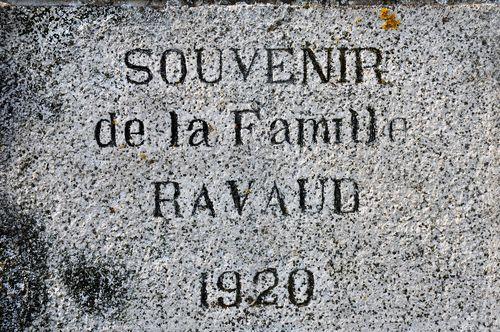 SOUVENIR
de la Famille
RAVAUD
1920